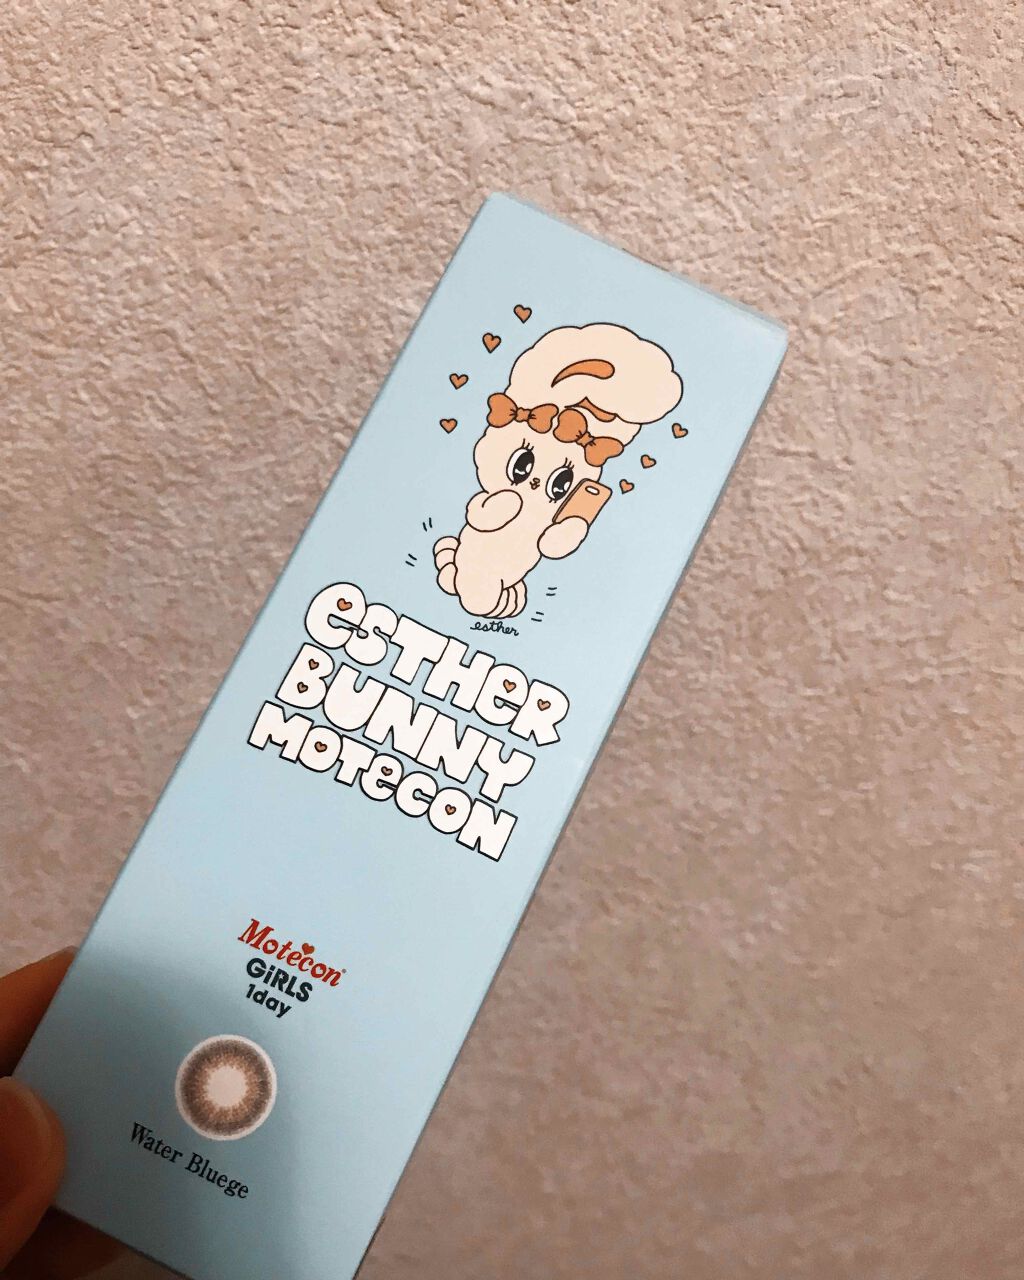 esther
esTHeR
BUNNY
MOTeCON
Motecon®
GiRLS
1day
Water Bluege